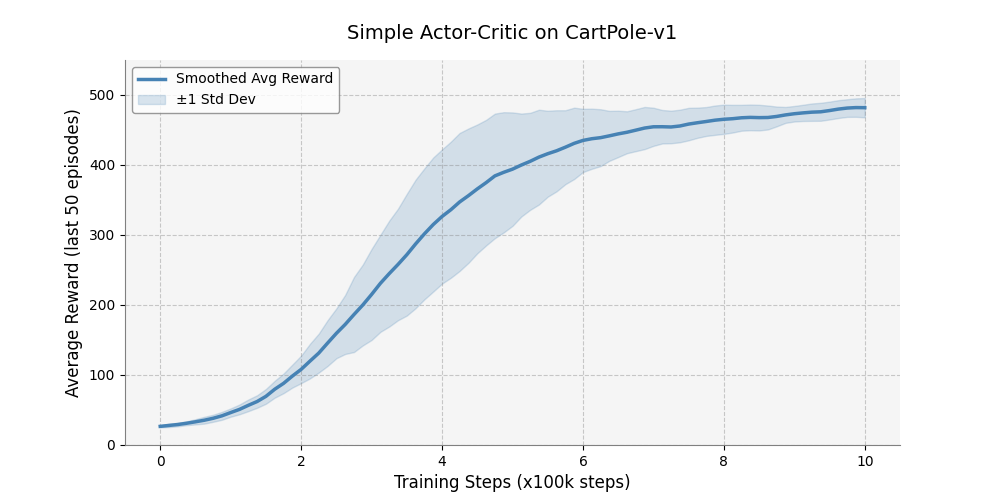 Simple Actor-Critic on CartPole-v1
Smoothed Avg Reward
±1 Std Dev
Average Reward (last 50 episodes)
500
400
300
200
100
0
0 2 4 6 8 10
Training Steps (x100k steps)